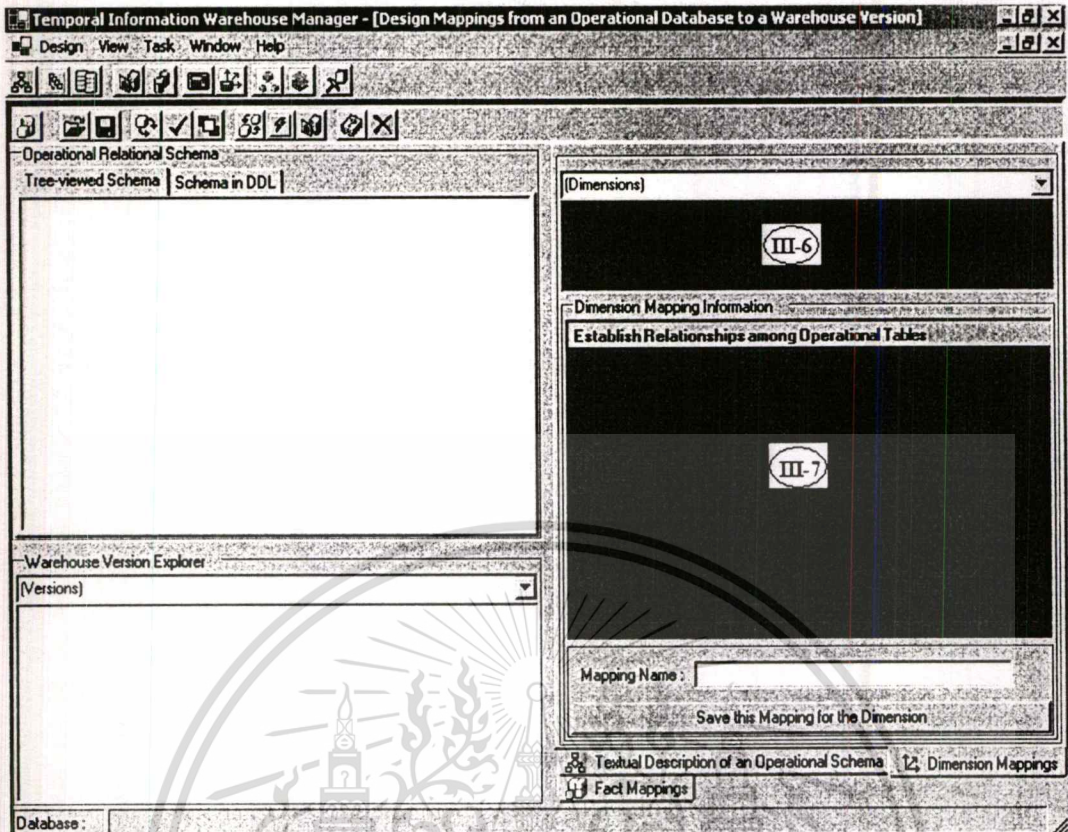 Temporal Information Warehouse Manager - [Design Mappings from an Operational Database to a Warehouse Version]
Design View Task Window Help
Operational Relational Schema
Tree-viewed Schema Schema in DDL
(Dimensions)
III-6
Dimension Mapping Information
Establish Relationships among Operational Tables
III-7
Warehouse Version Explorer
(Versions)
Mapping Name :
Save this Mapping for the Dimension
Textual Description of an Operational Schema Dimension Mappings
Fact Mappings
Database :